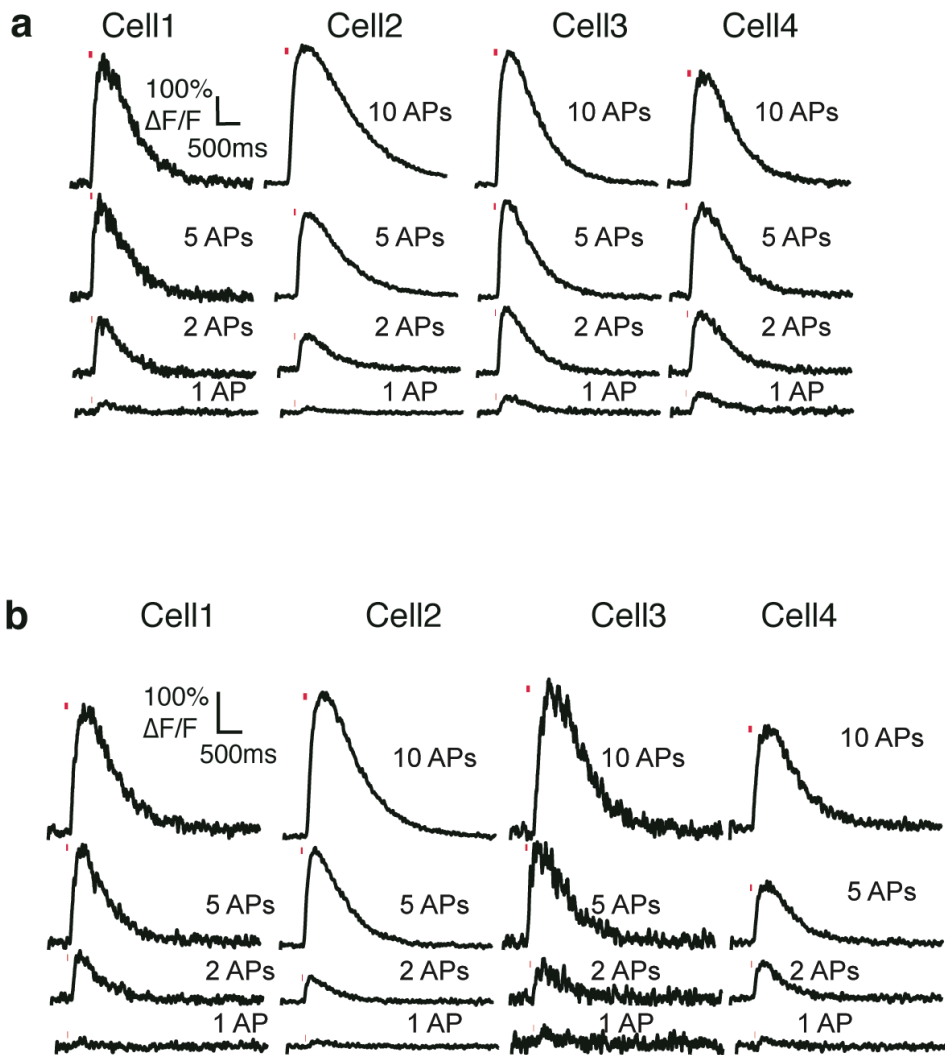 a
Cell1 Cell2 Cell3 Cell4
100%
ΔF/F
500ms
10 APs 10 APs 10 APs
5 APs 5 APs 5 APs 5 APs
2 APs 2 APs 2 APs 2 APs
1 AP 1 AP 1 AP 1 AP
b
Cell1 Cell2 Cell3 Cell4
100%
ΔF/F
500ms
10 APs 10 APs 10 APs
5 APs 5 APs 5 APs 5 APs
2 APs 2 APs 2 APs 2 APs
1 AP 1 AP 1 AP 1 AP